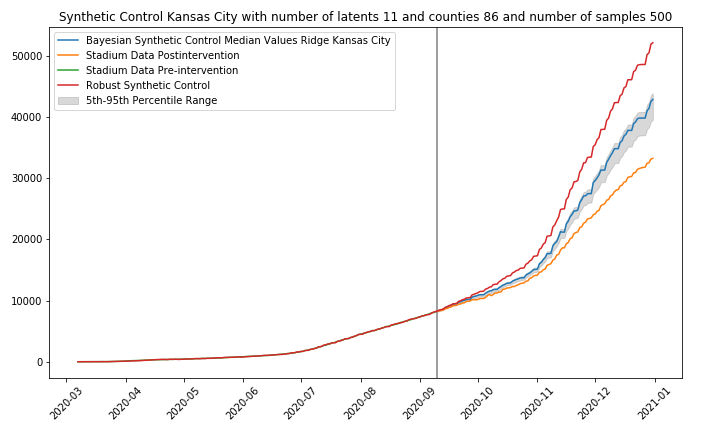 Synthetic Control Kansas City with number of latents 11 and counties 86 and number of samples 500
Bayesian Synthetic Control Median Values Ridge Kansas City
Stadium Data Postintervention
Stadium Data Pre-intervention
Robust Synthetic Control
5th-95th Percentile Range
50000
40000
30000
20000
10000
0
2020-03
2020-04
2020-05
2020-06
2020-07
2020-08
2020-09
2020-10
2020-11
2020-12
2021-01